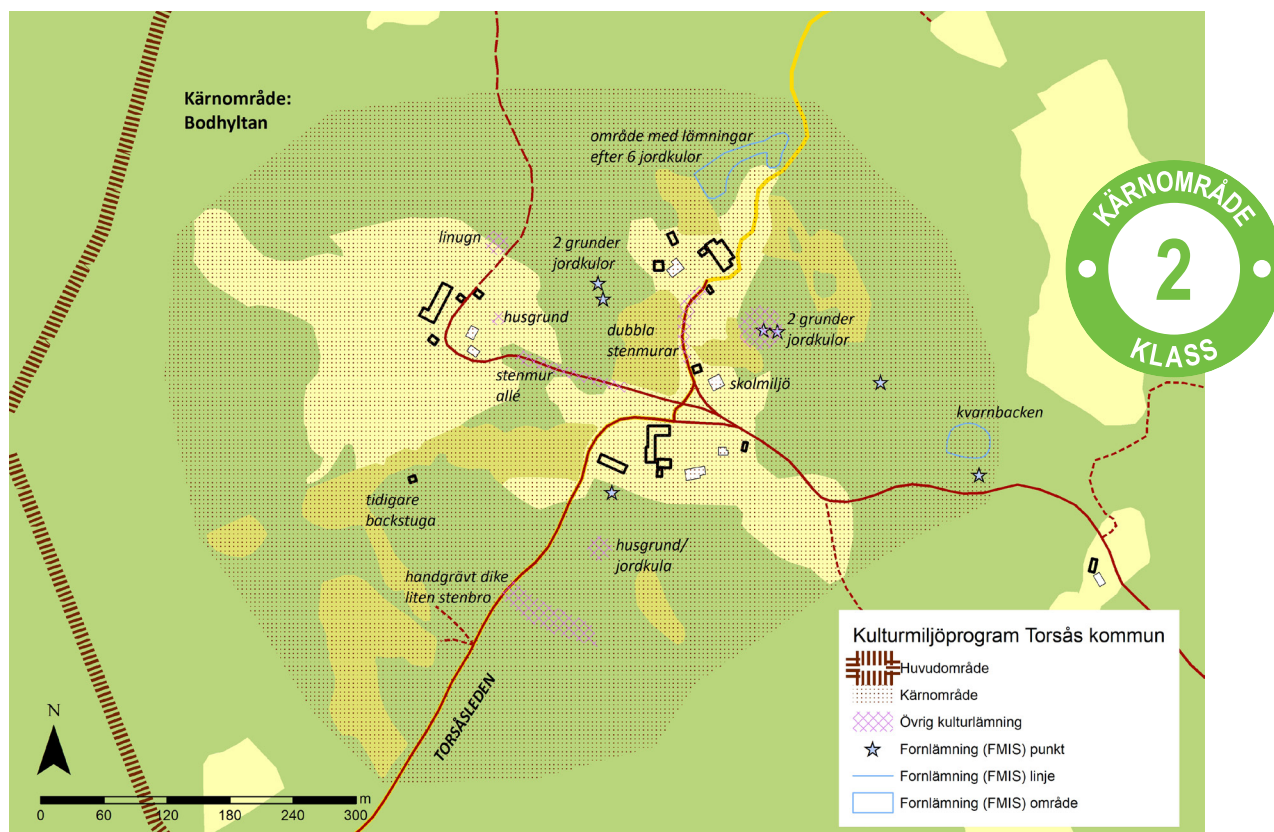 Kärnområde:
Bodhyltan
område med lämningar
efter 6 jordkulor
KÄRNOMRÅDE
2
KLASS
linugn
2 grunder
jordkulor
husgrund
dubbla
stenmurar
2 grunder
jordkulor
stenmur
allé
skolmiljö
kvarnbacken
tidigare
backstuga
husgrund/
jordkula
handgrävt dike
liten stenbro
TORSÅSLEDEN
Kulturmiljöprogram Torsås kommun
Huvudområde
Kärnområde
Övrig kulturlämning
Fornlämning (FMIS) punkt
Fornlämning (FMIS) linje
Fornlämning (FMIS) område
N
m
0 60 120 180 240 300